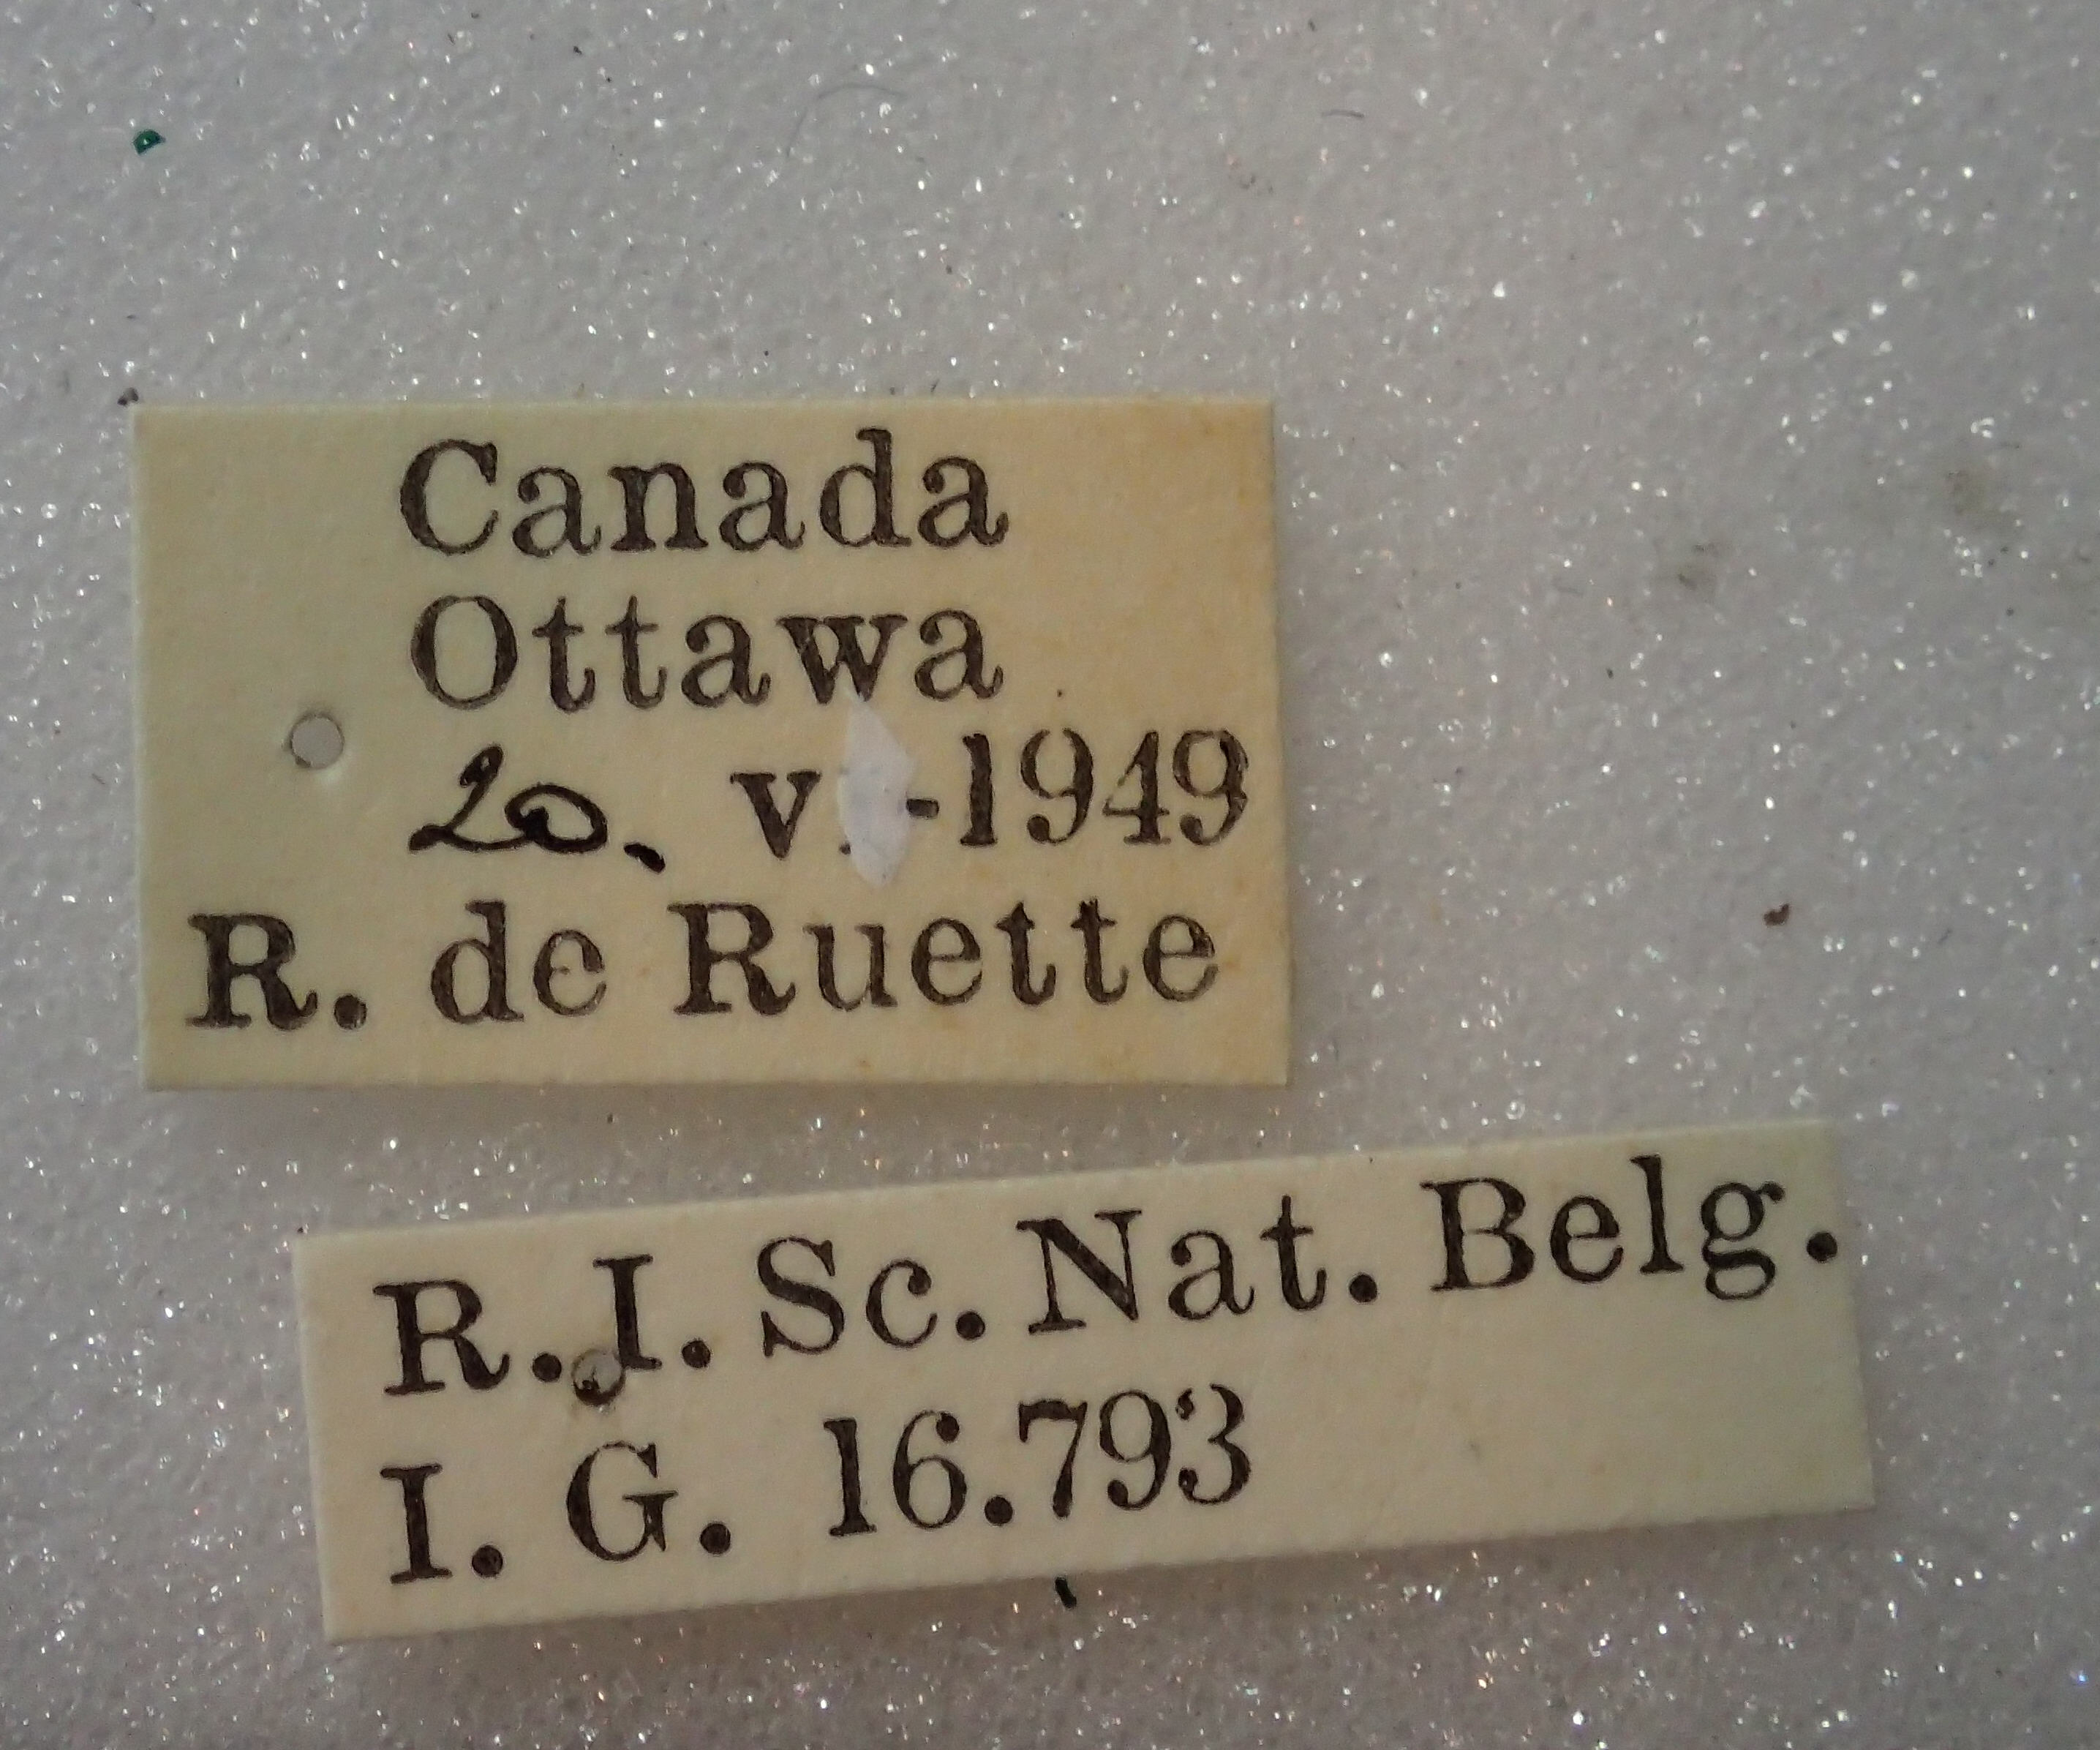 Canada
Ottawa
20. v -1949
R. de Ruette
R. I. Sc. Nat. Belg.
I. G. 16.793